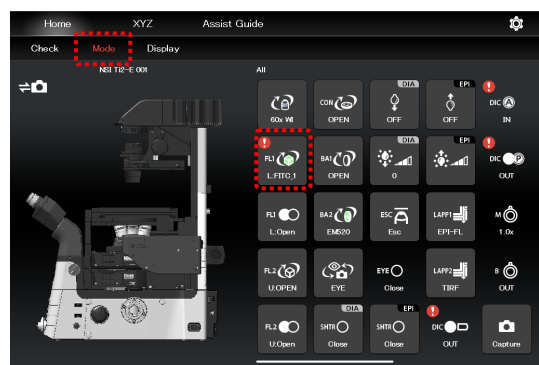 Home XYZ Assist Guide
Check Mode Display
NSI Ti2-E 001
All
60x WI
CON
OPEN
DIA
OFF
EPI
OFF
DIC A
IN
FL1
L:FITC_1
BA1
OPEN
DIA
0
EPI
DIC P
OUT
FL1
L:Open
BA2
EM520
ESC
Esc
LAPP1
EPI-FL
M
1.0x
FL2
U:OPEN
EYE
EYE
Close
LAPP2
TIRF
B
OUT
FL2
U:Open
DIA
SHTR
Close
EPI
SHTR
Close
DIC
OUT
Capture